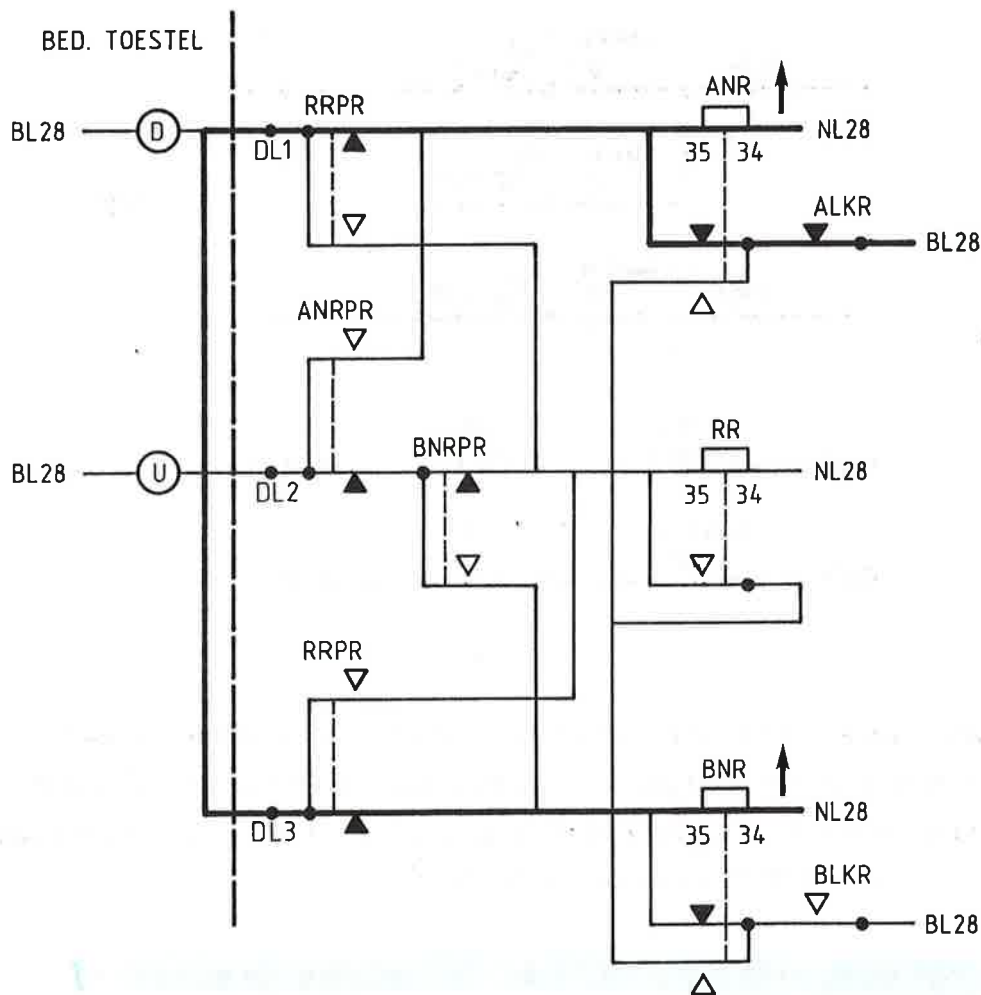 BED. TOESTEL
ANR
RRPR
BL28 D NL28
DL1 35 34
ALKR
BL28
ANRPR
RR
BNRPR
BL28 U NL28
DL2 35 34
RRPR
BNR
NL28
DL3 35 34
BLKR
BL28